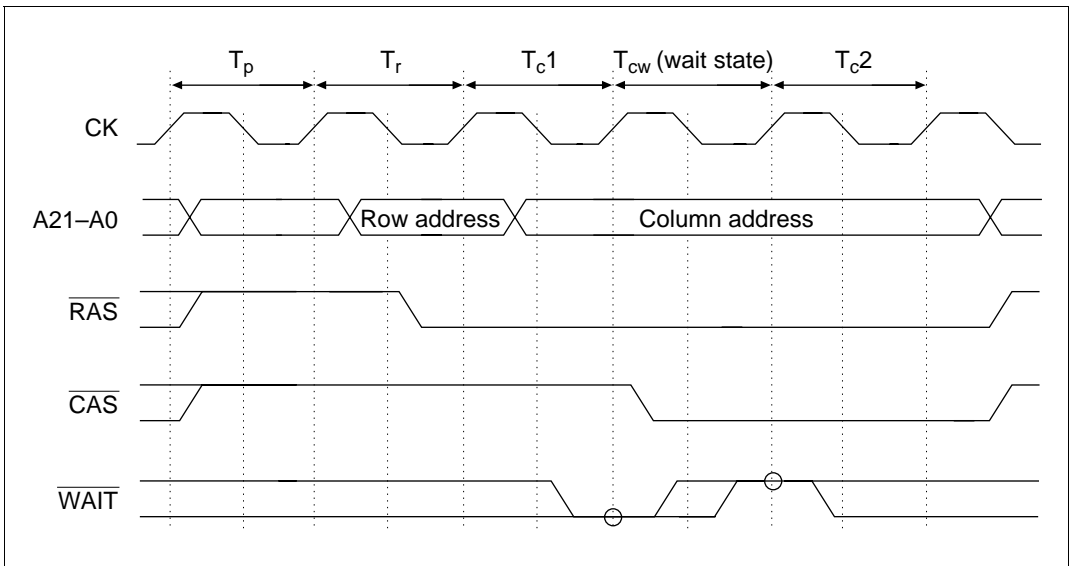 Tp Tr Tc1 Tcw (wait state) Tc2
CK
A21–A0 Row address Column address
RAS
CAS
WAIT